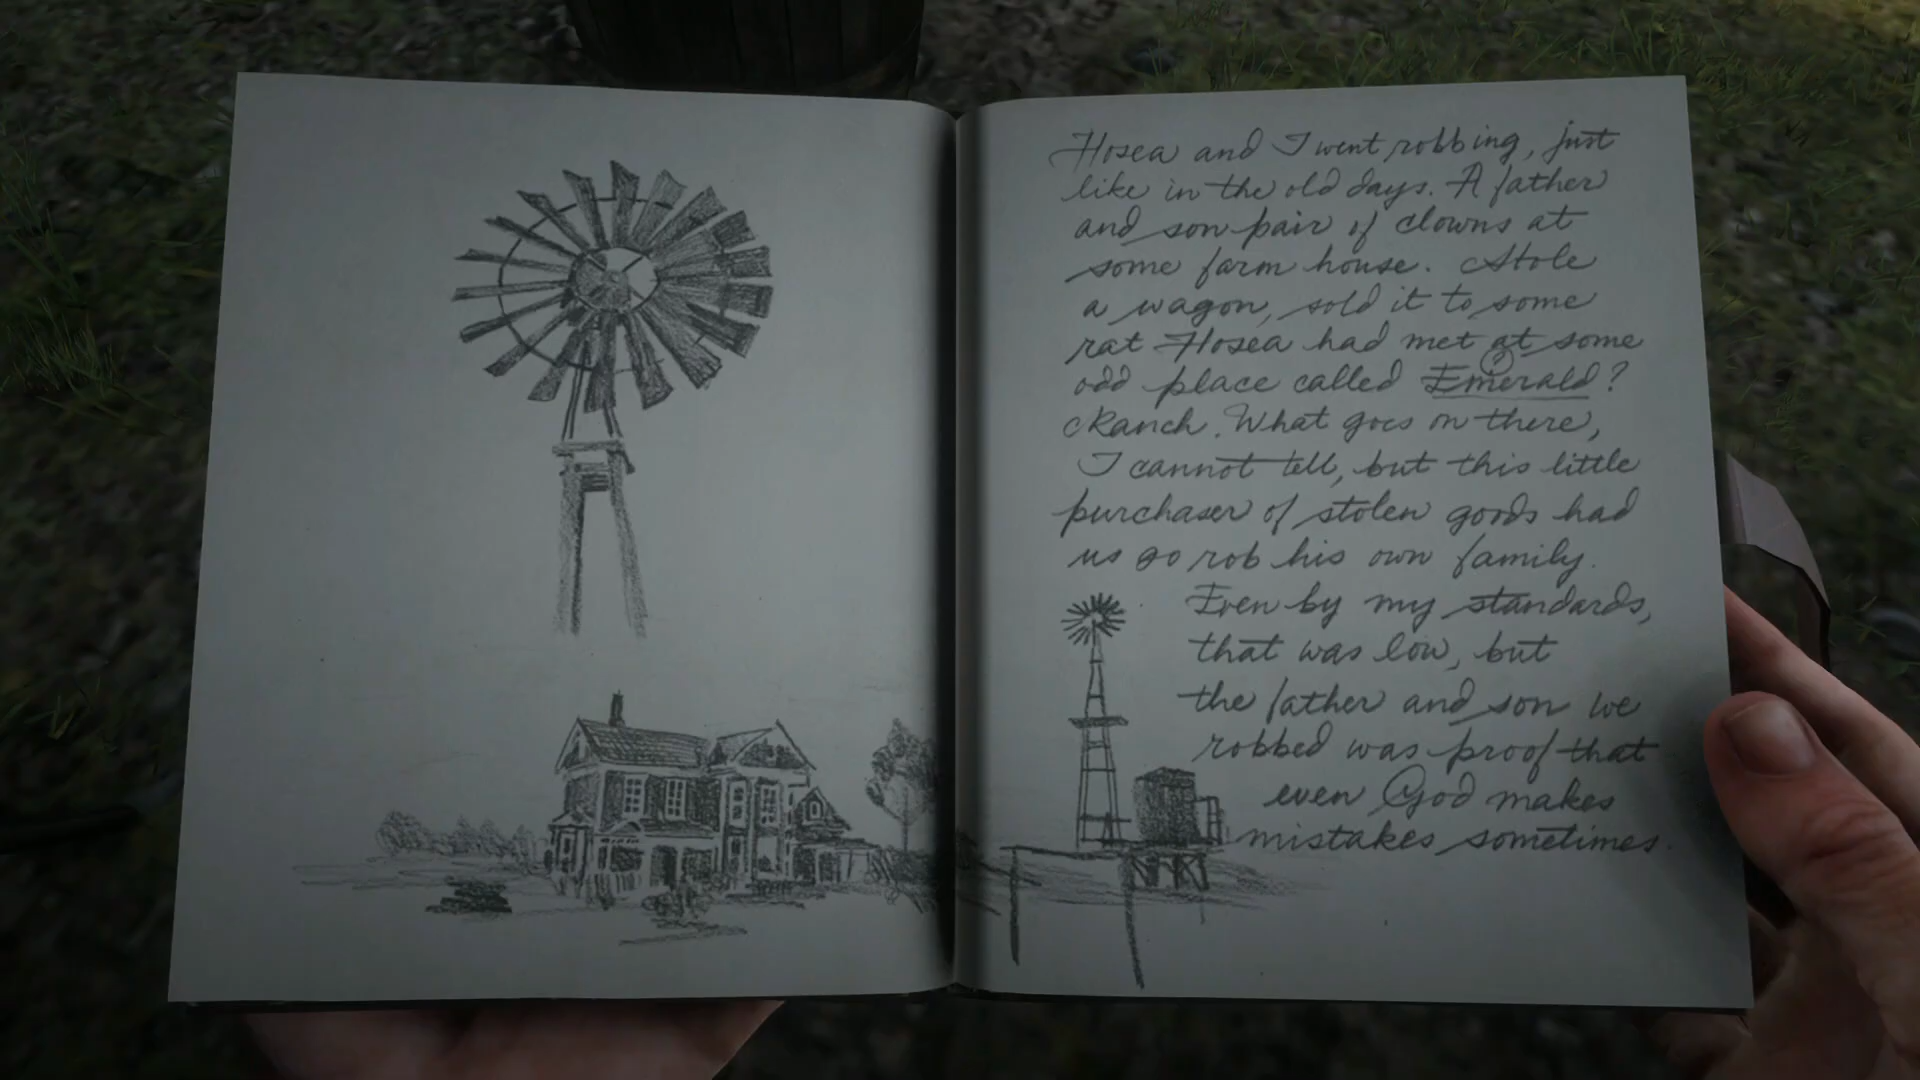 Hosea and I went robbing, just
like in the old days. A father
and son pair of clowns at
some farm house. Stole
a wagon, sold it to some
rat Hosea had met at some
odd place called Emerald?
Ranch. What goes on there,
I cannot tell, but this little
purchaser of stolen goods had
us go rob his own family.
Even by my standards,
that was low, but
the father and son we
robbed was proof that
even God makes
mistakes sometimes.